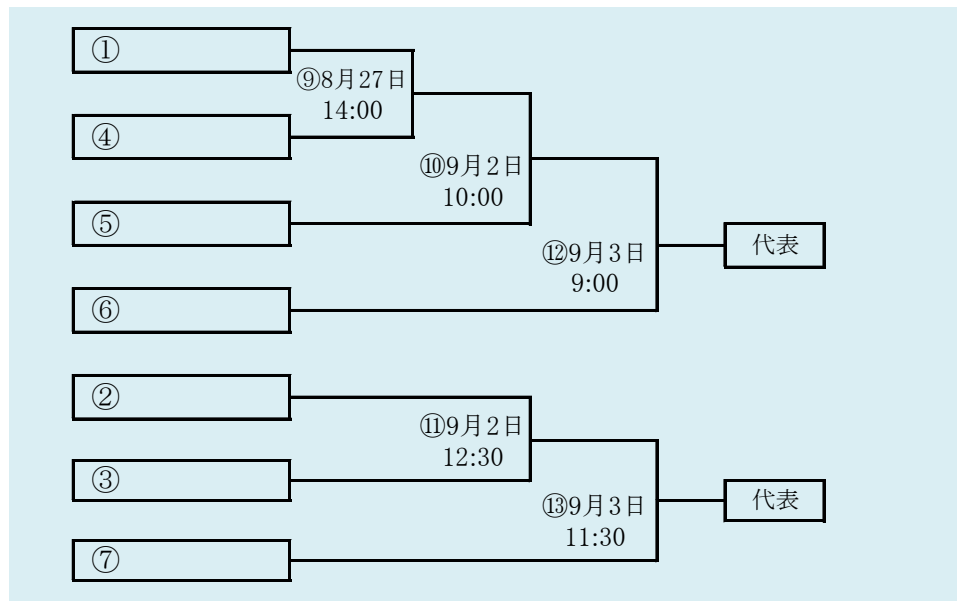 ①
⑨8月27日
14:00
④
⑩9月2日
10:00
⑤
代表
⑫9月3日
9:00
⑥
②
⑪9月2日
12:30
③
代表
⑬9月3日
11:30
⑦